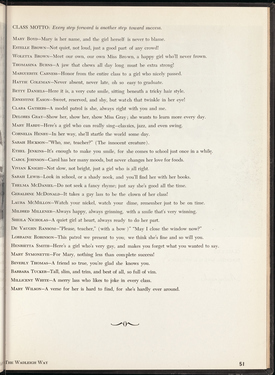 CLASS MOTTO: Every step forward is another step toward success.
MARY BOYD—Mary is her name, and the girl herself is never to blame.
ESTELLE BROWN—Not quiet, not loud, just a good part of any crowd!
WOLETTA BROWN—Meet our own, our own Miss Brown, a happy girl who'll never frown.
THOMASINA BURNS—A jaw that chews all day long must be extra strong!
MARGUERITE CARTER—Honor from the entire class to a girl who nicely passed.
HATTIE COLEMAN—Never absent, never late, oh so easy to graduate.
BETTY DANIELS—Here it is, a very cute smile, sitting beneath a tricky hair style.
ERNESTINE EASON—Sweet, reserved, and shy, but watch that twinkle in her eye!
CLARA GATHERS—A model patrol is she, always right with you and me.
DOLORES GRAY—Show her, show her, show Miss Gray; she wants to learn more every day.
MARY HARDY—Here's a girl who can really sing—classics, jazz, and even swing.
CORNELIA HENRY—In her way, she'll startle the world some day.
SARAH HICKSON—"Who, me, teacher?" (The innocent creature)
ETHEL JENKINS—It's enough to make you smile, for she comes to school just once in a while.
CAROL JOHNSON—Carol has her many moods, but never changes her love for foods.
VIVIAN KNIGHT—Not slow, not bright, just a girl who is all right.
SARAH LEWIS—Look in school, or a shady nook, and you'll find her with her books.
THELMA MCDANIEL—Do not seek a fancy rhyme; just say she's good all the time.
GERALDINE MCDONALD—It takes a gay lass to be the clown of her class!
LAURA MCMILLON—Watch your nickel, watch your dime, remember just to be on time.
MILDRED MILLENER—Always happy, always grinning, with a smile that's very winning.
SHEILA NICHOLAS—A quiet girl at heart, always ready to do her part.
DE VAUGHN RANSOM—"Please, teacher," (with a bow) "May I close the window now?"
LORRAINE ROBINSON—This period we present to you, we think she's fine and so will you.
HENRIETTA SMITH—Here's a girl who's very gay, and makes you forget what you wanted to say.
MARY SYMONETTE—For Mary, nothing less than complete success!
BEVERLY THOMAS—A friend so true, you're glad she knows you.
BARBARA TUCKER—Tall, slim, and trim, and best of all, so full of vim.
MILLICENT WHITE—A merry lass who likes to joke in every class.
MARY WILSON—A verse for her is hard to find, for she's hardly ever around.
THE WADLEIGH WAY
51